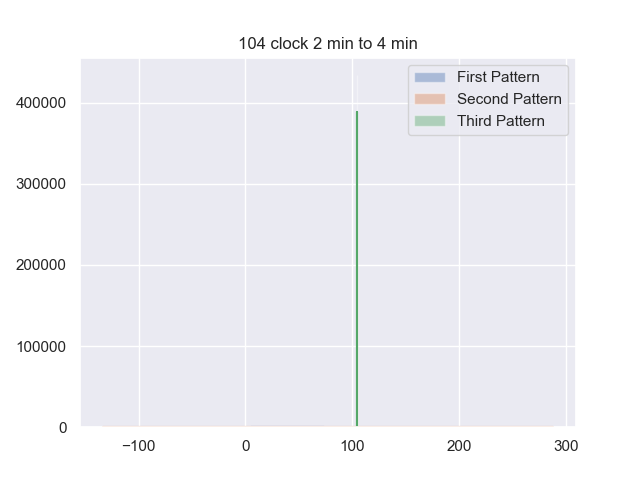 104 clock 2 min to 4 min
First Pattern
Second Pattern
Third Pattern
400000
300000
200000
100000
0
−100
0
100
200
300